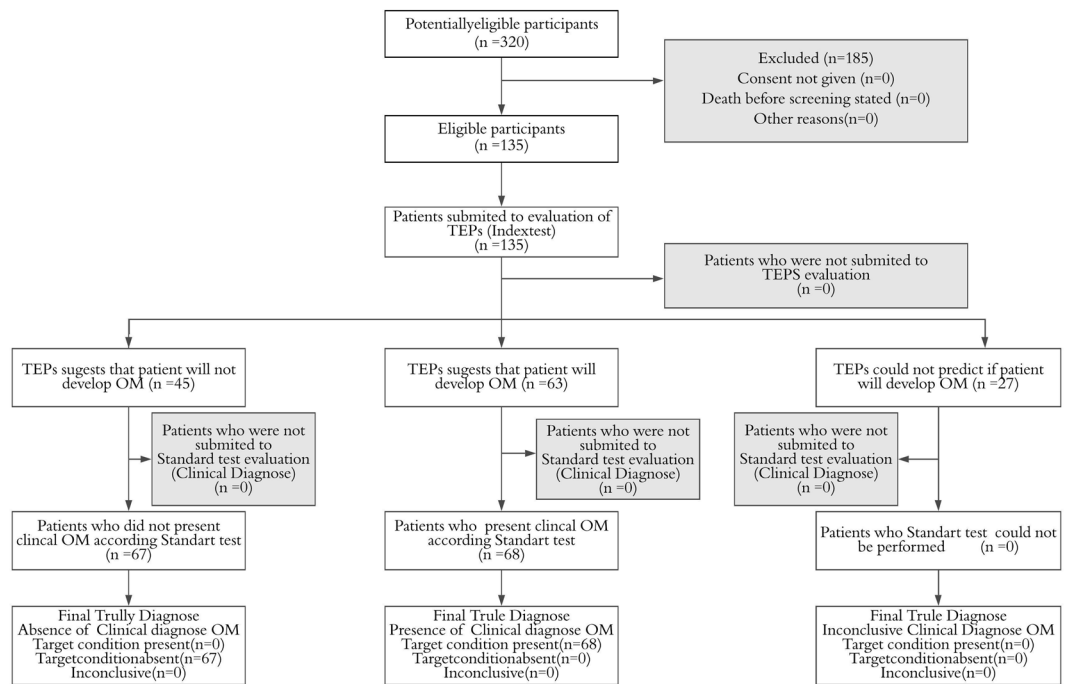 Potentiallyeligible participants
(n =320)
Excluded (n=185)
Consent not given (n=0)
Death before screening stated (n=0)
Other reasons(n=0)
Eligible participants
(n =135)
Patients submited to evaluation of
TEPs (Indextest)
(n =135)
Patients who were not submited to
TEPS evaluation
(n =0)
TEPs sugests that patient will not
develop OM (n =45)
TEPs sugests that patient will
develop OM (n =63)
TEPs could not predict if patient
will develop OM (n =27)
Patients who were not
submited to
Standard test evaluation
(Clinical Diagnose)
(n =0)
Patients who were not
submited to
Standard test evaluation
(Clinical Diagnose)
(n =0)
Patients who were not
submited to
Standard test evaluation
(Clinical Diagnose)
(n =0)
Patients who did not present
clincal OM according Standart test
(n =67)
Patients who present clincal OM
according Standart test
(n =68)
Patients who Standart test could not
be performed (n =0)
Final Trully Diagnose
Absence of Clinical diagnose OM
Target condition present(n=0)
Targetconditionabsent(n=67)
Inconclusive(n=0)
Final Trule Diagnose
Presence of Clinical diagnose OM
Target condition present(n=68)
Targetconditionabsent(n=0)
Inconclusive(n=0)
Final Trule Diagnose
Inconclusive Clinical Diagnose OM
Target condition present(n=0)
Targetconditionabsent(n=0)
Inconclusive(n=0)